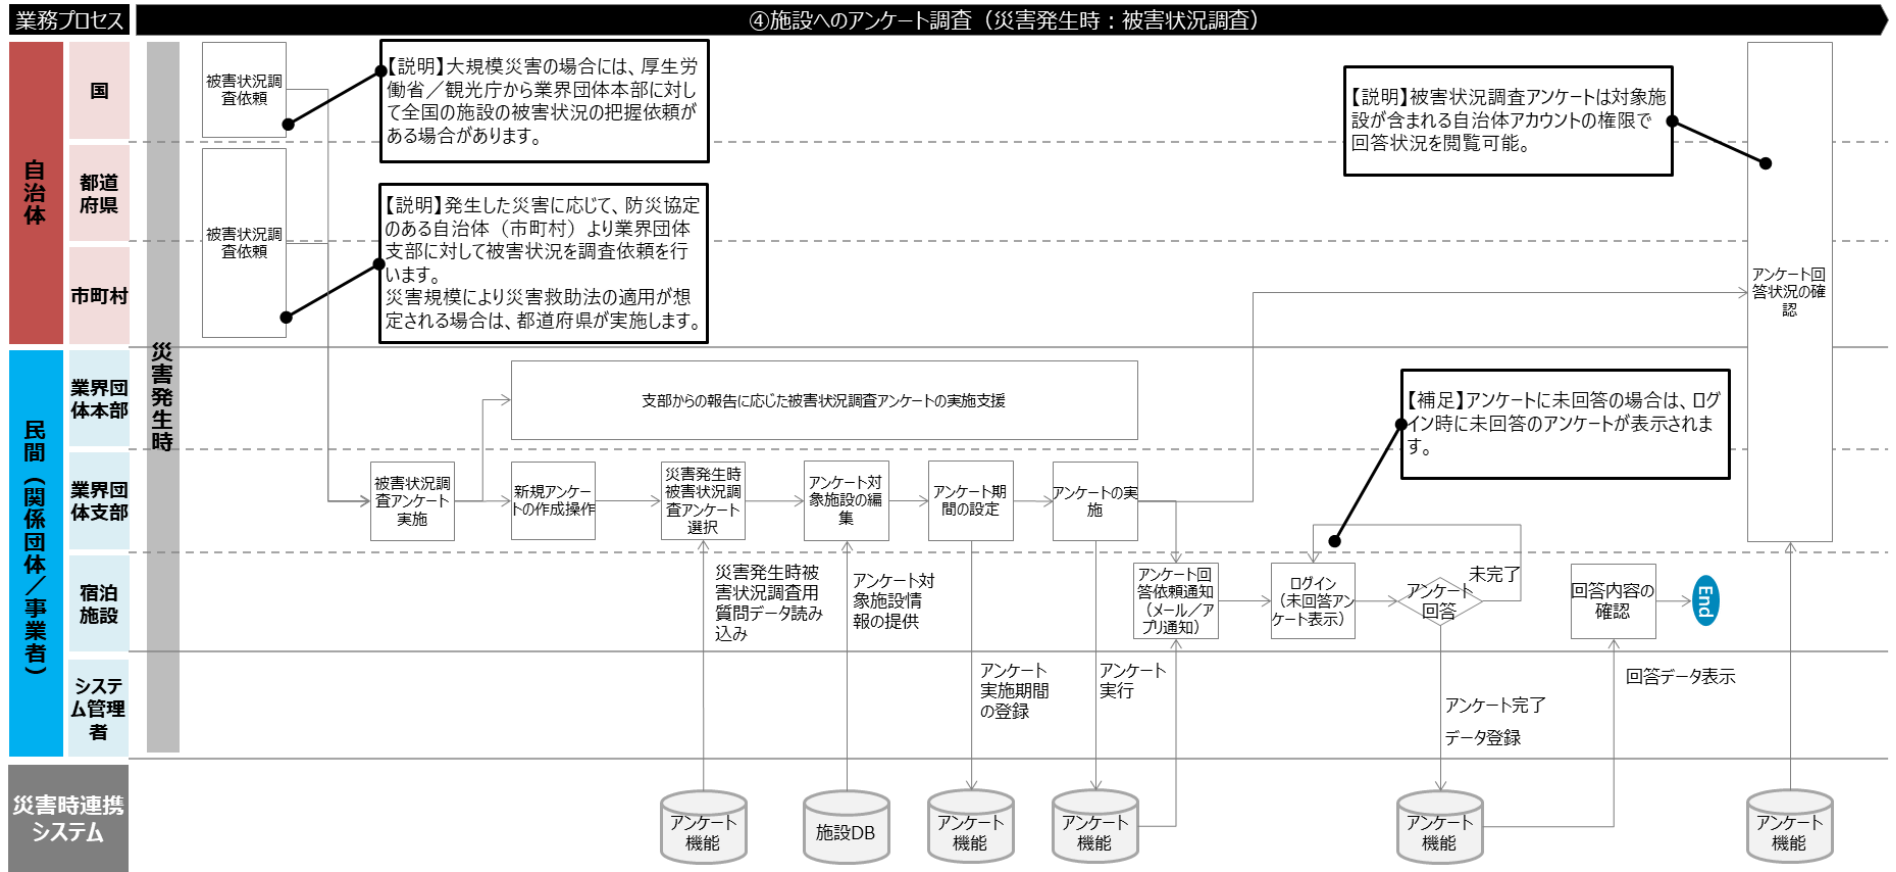 業務プロセス
④施設へのアンケート調査（災害発生時：被害状況調査）
自治体
国
都道
府県
市町村
民間（関係団体／事業者）
業界団
体本部
業界団
体支部
宿泊
施設
システ
ム管理
者
災害時連携
システム
災害発生時
被害状況調
査依頼
【説明】大規模災害の場合には、厚生労
働省／観光庁から業界団体本部に対し
て全国の施設の被害状況の把握依頼が
ある場合があります。
被害状況調
査依頼
【説明】発生した災害に応じて、防災協定
のある自治体（市町村）より業界団体
支部に対して被害状況を調査依頼を行
います。
災害規模により災害救助法の適用が想
定される場合は、都道府県が実施します。
【説明】被害状況調査アンケートは対象施
設が含まれる自治体アカウントの権限で
回答状況を閲覧可能。
アンケート回
答状況の確
認
支部からの報告に応じた被害状況調査アンケートの実施支援
【補足】アンケートに未回答の場合は、ログ
イン時に未回答のアンケートが表示されま
す。
被害状況調
査アンケート
実施
新規アンケー
トの作成操作
災害発生時
被害状況調
査アンケート
選択
アンケート対
象施設の編
集
アンケート期
間の設定
アンケートの実
施
災害発生時被
害状況調査用
質問データ読み
込み
アンケート対
象施設情
報の提供
アンケート回
答依頼通知
（メール／ア
プリ通知）
ログイン
（未回答アン
ケート表示）
アンケート
回答
未完了
回答内容の
確認
End
アンケート
実施期間
の登録
アンケート
実行
アンケート完了
データ登録
回答データ表示
アンケート
機能
施設DB
アンケート
機能
アンケート
機能
アンケート
機能
アンケート
機能